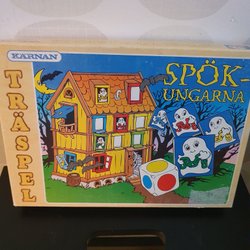 KÄRNAN
TRÄSPEL
SPÖK-
UNGARNA